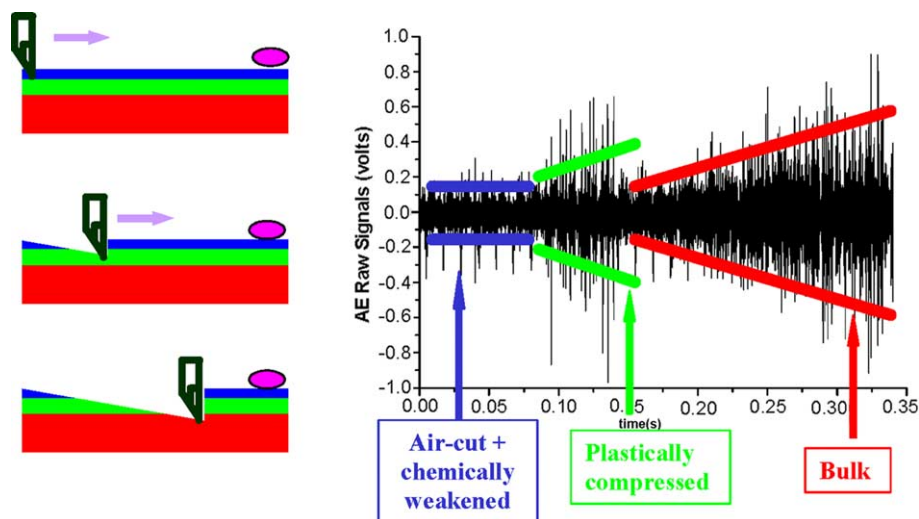 AE Raw Signals (volts)
1.0
0.8
0.6
0.4
0.2
0.0
-0.2
-0.4
-0.6
-0.8
-1.0
0.00 0.05 0.10 0.15 0.20 0.25 0.30 0.35
time(s)
Air-cut +
chemically
weakened
Plastically
compressed
Bulk